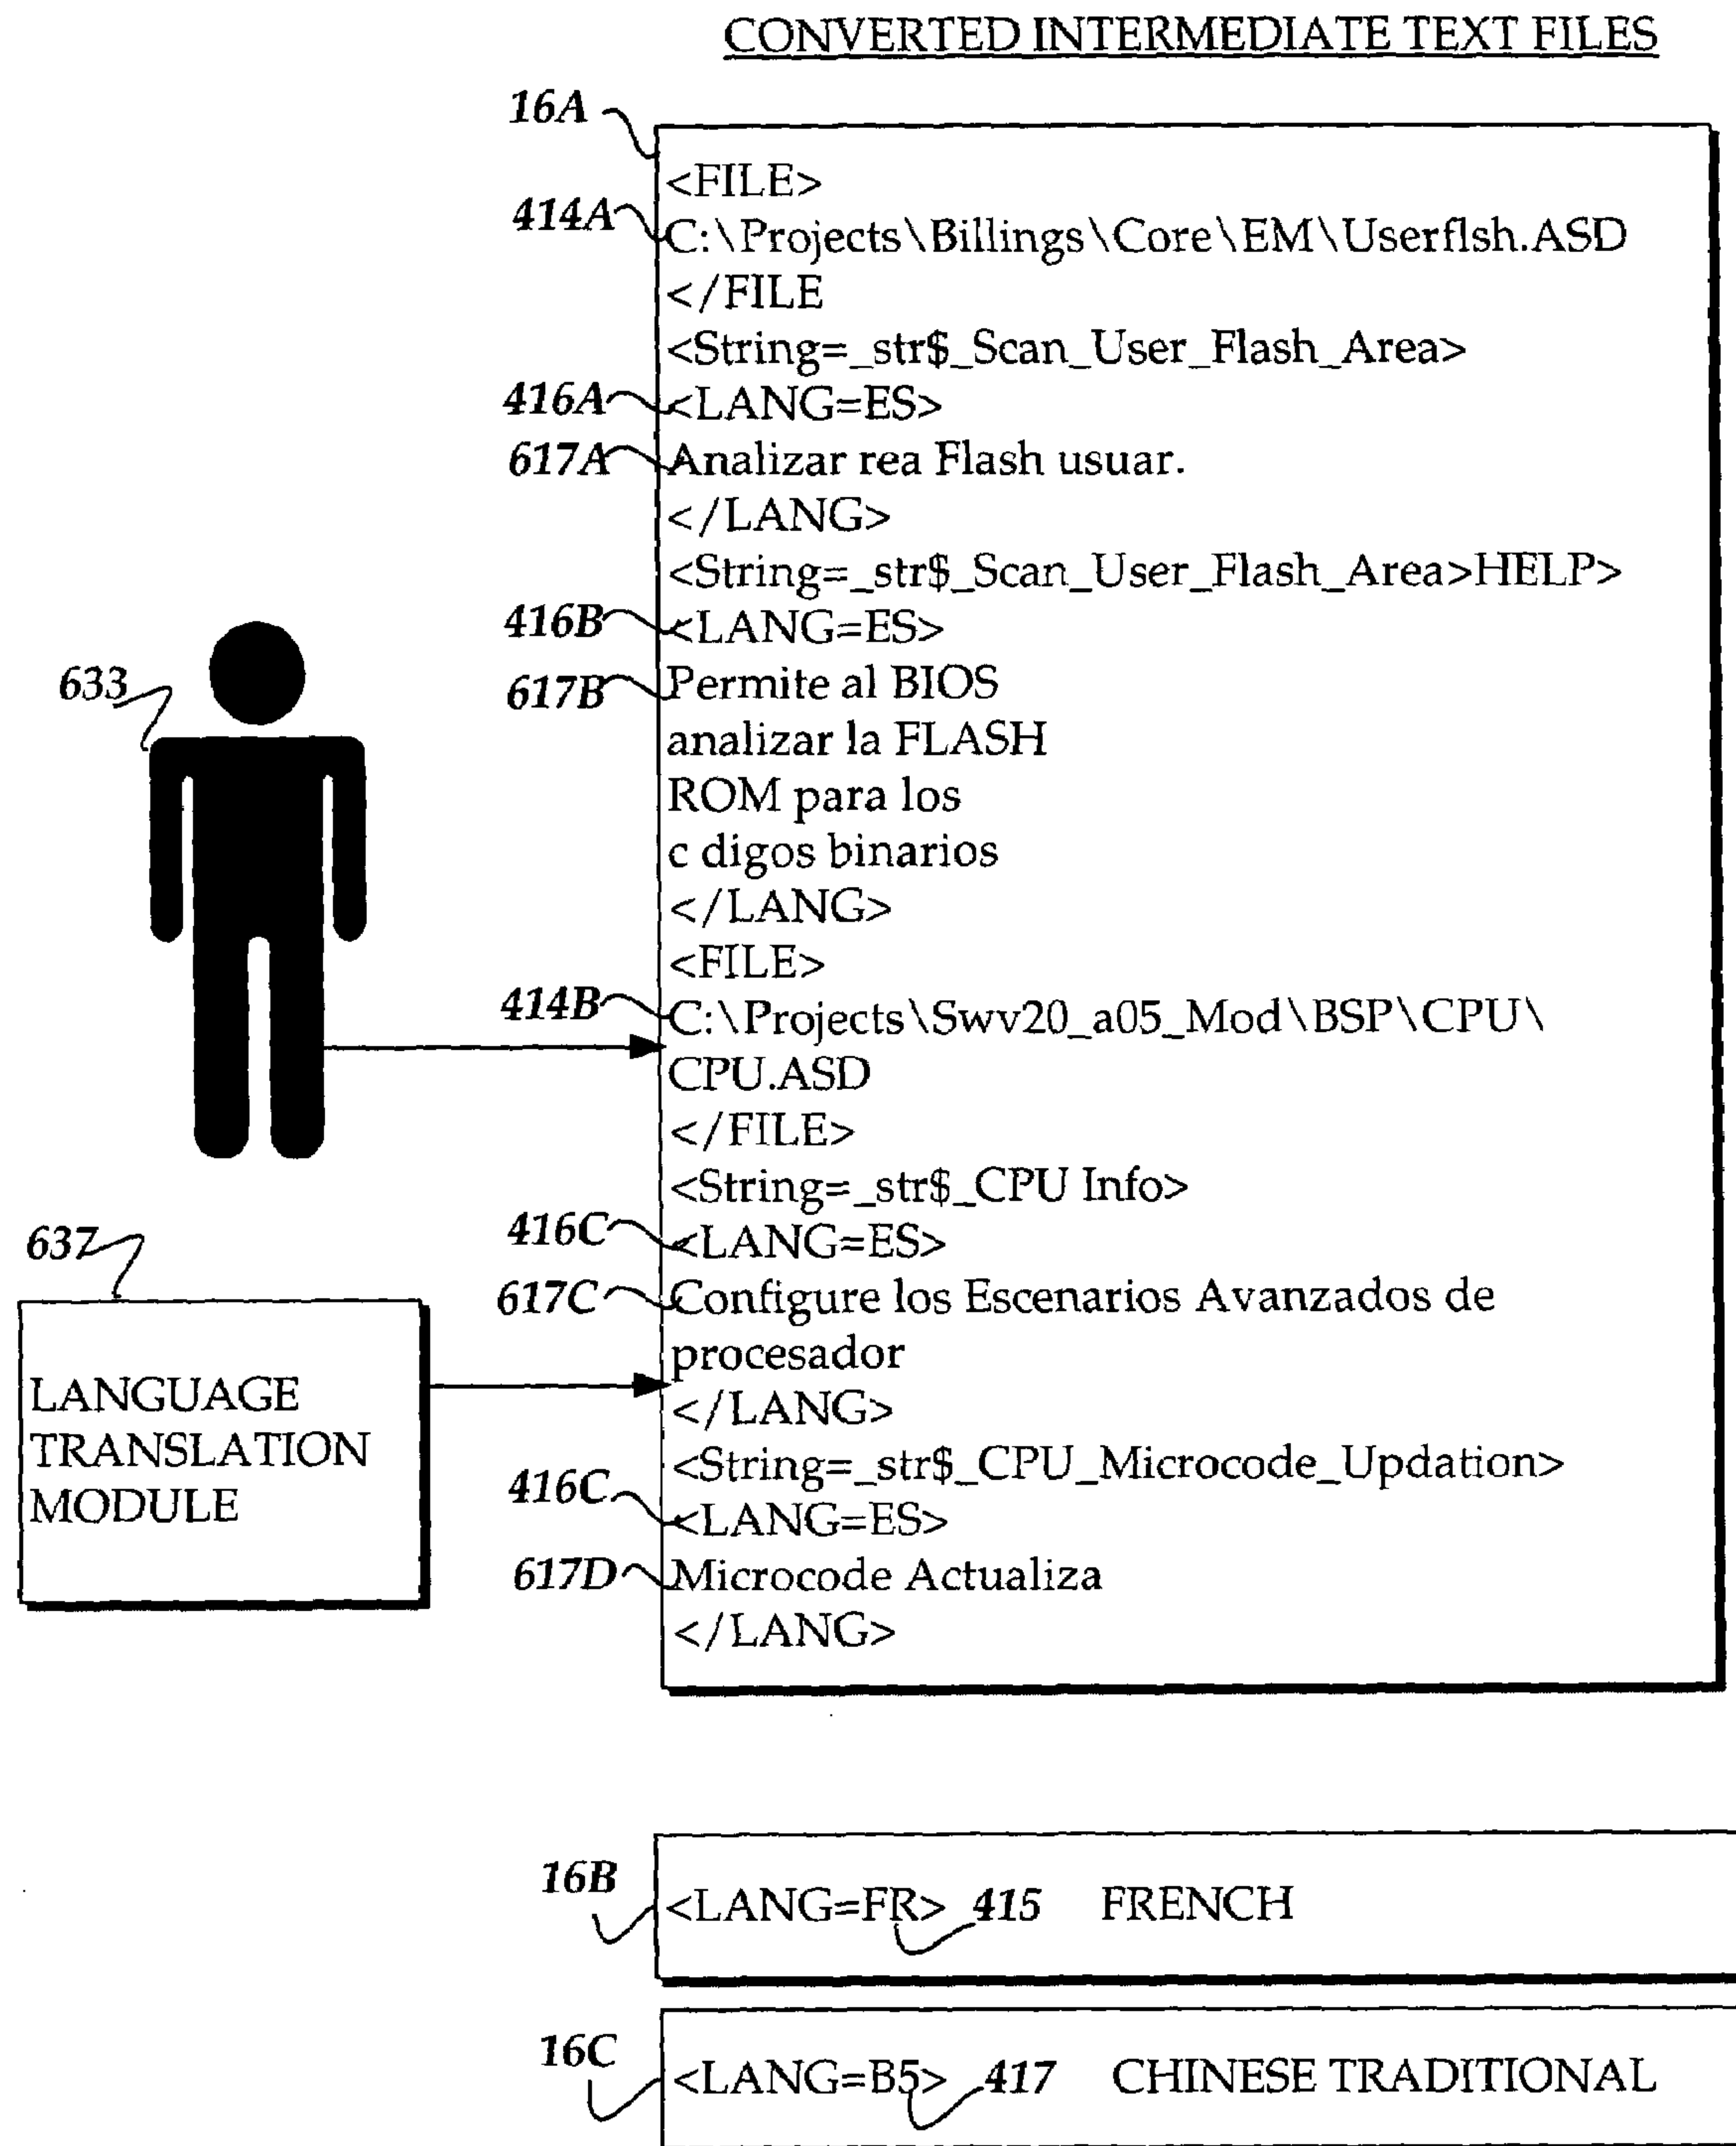 CONVERTED INTERMEDIATE TEXT FILES
16A
<FILE>
414A
C:\Projects\Billings\Core\EM\Userflsh.ASD
</FILE
<String=_str$_Scan_User_Flash_Area>
416A
<LANG=ES>
617A
Analizar rea Flash usuar.
</LANG>
<String=_str$_Scan_User_Flash_Area>HELP>
416B
<LANG=ES>
633
617B
Permite al BIOS
analizar la FLASH
ROM para los
c digos binarios
</LANG>
<FILE>
414B
C:\Projects\Swv20_a05_Mod\BSP\CPU\
CPU.ASD
</FILE>
<String=_str$_CPU Info>
637
416C
<LANG=ES>
617C
Configure los Escenarios Avanzados de
procesador
</LANG>
LANGUAGE
TRANSLATION
MODULE
<String=_str$_CPU_Microcode_Updation>
416C
<LANG=ES>
617D
Microcode Actualiza
</LANG>
16B
<LANG=FR> 415 FRENCH
16C
<LANG=B5> 417 CHINESE TRADITIONAL